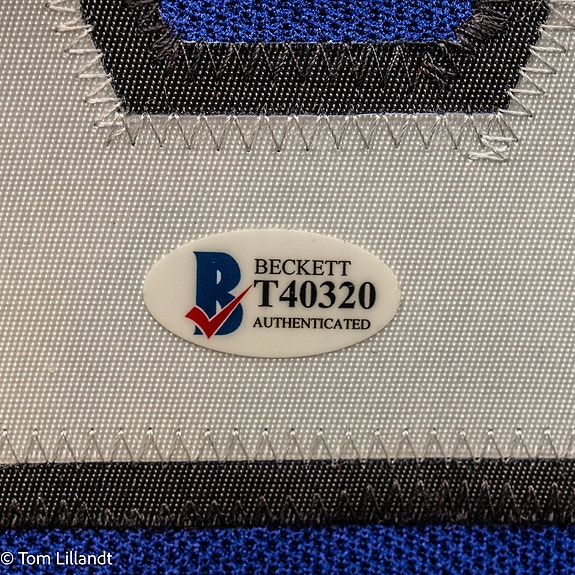 B
BECKETT
T40320
AUTHENTICATED
© Tom Lillandt